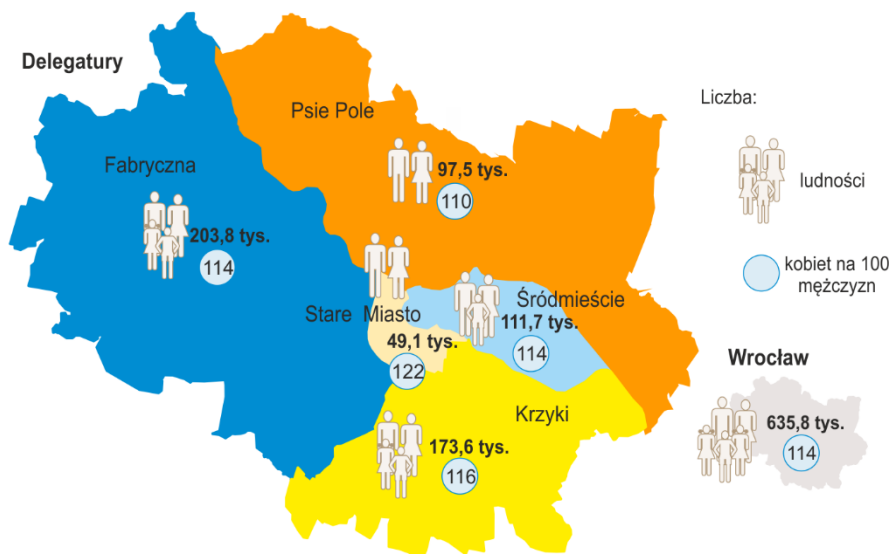 Delegatury
Psie Pole
97,5 tys.
110
Fabryczna
203,8 tys.
114
Stare Miasto
49,1 tys.
122
Śródmieście
111,7 tys.
114
Krzyki
173,6 tys.
116
Liczba:
ludności
kobiet na 100
mężczyzn
Wrocław
635,8 tys.
114